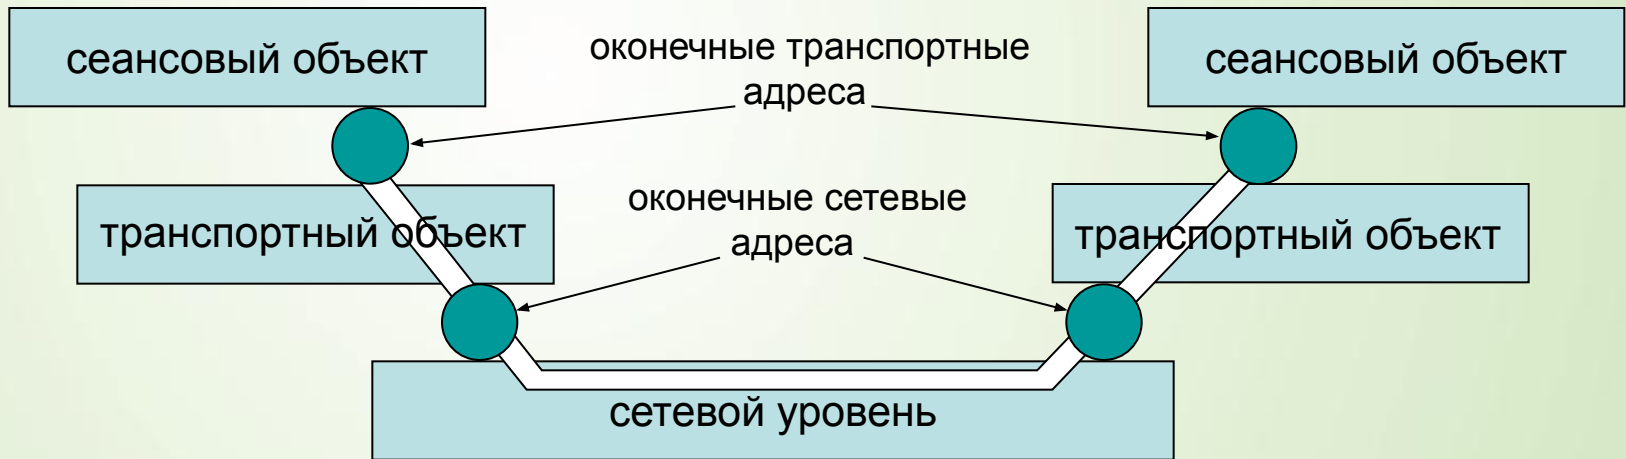 сеансовый объект
оконечные транспортные
адреса
сеансовый объект
транспортный объект
оконечные сетевые
адреса
транспортный объект
сетевой уровень